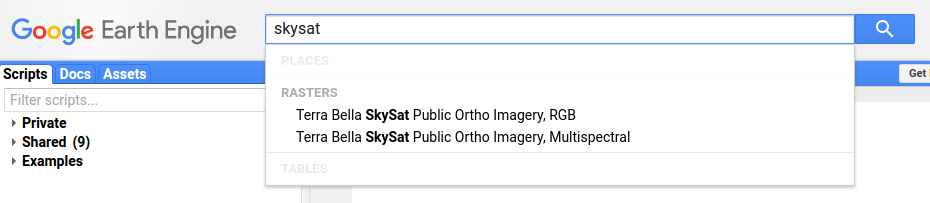 Google Earth Engine
skysat
PLACES
Scripts Docs Assets
Get
Filter scripts...
RASTERS
Terra Bella SkySat Public Ortho Imagery, RGB
Private
Terra Bella SkySat Public Ortho Imagery, Multispectral
Shared (9)
Examples
TABLES